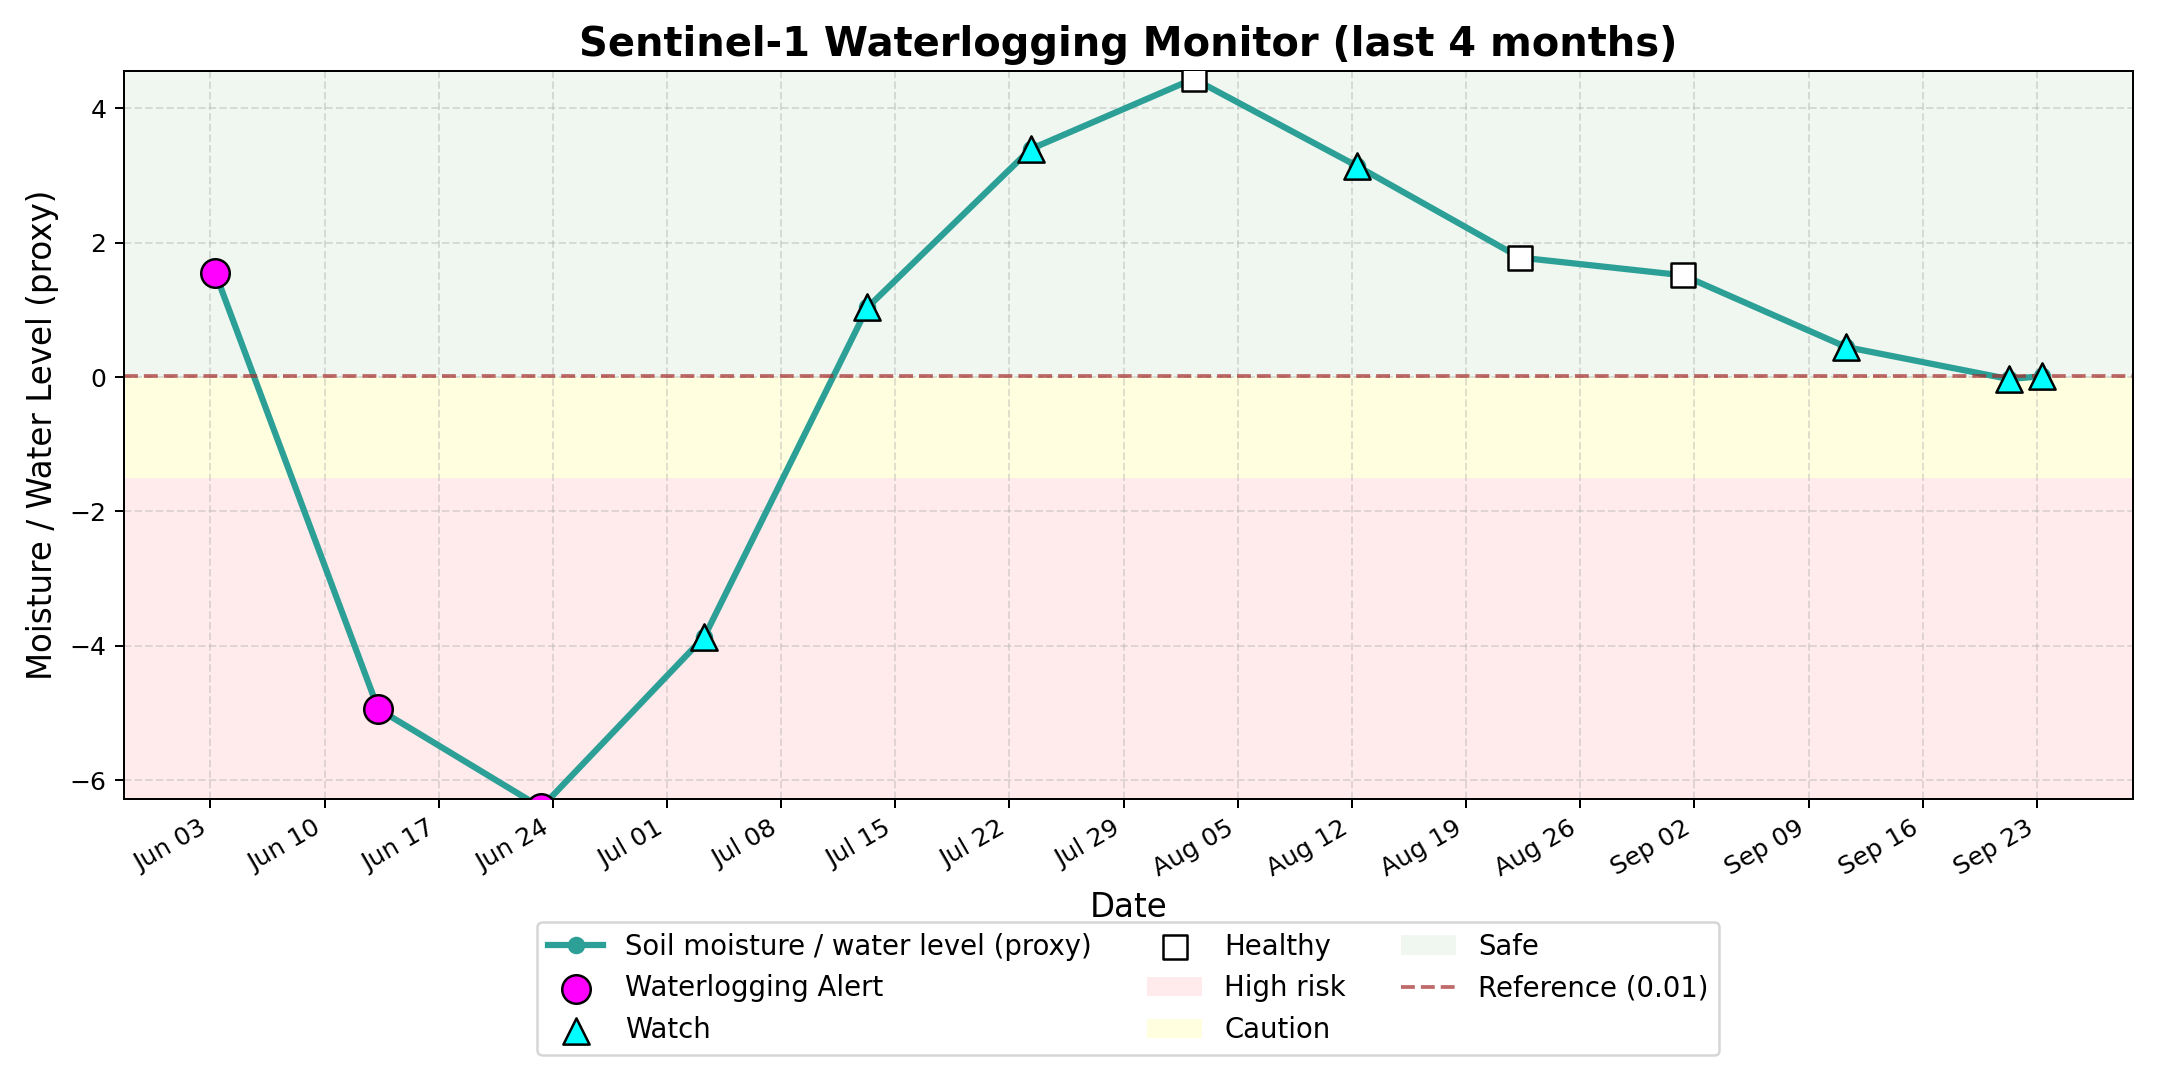 Sentinel-1 Waterlogging Monitor (last 4 months)
Moisture / Water Level (proxy)
4
2
0
−2
−4
−6
Jun 03
Jun 10
Jun 17
Jun 24
Jul 01
Jul 08
Jul 15
Jul 22
Jul 29
Aug 05
Aug 12
Aug 19
Aug 26
Sep 02
Sep 09
Sep 16
Sep 23
Date
Soil moisture / water level (proxy)
Waterlogging Alert
Watch
Healthy
High risk
Caution
Safe
Reference (0.01)